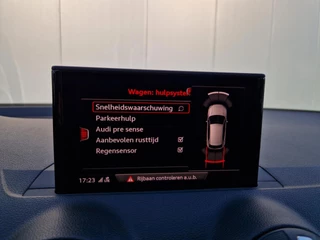 Wagen: hulpsyste
Snelheidswaarschuwing
Parkeerhulp
Audi pre sense
Aanbevolen rusttijd
Regensensor
17:23
Rijbaan controleren a.u.b.